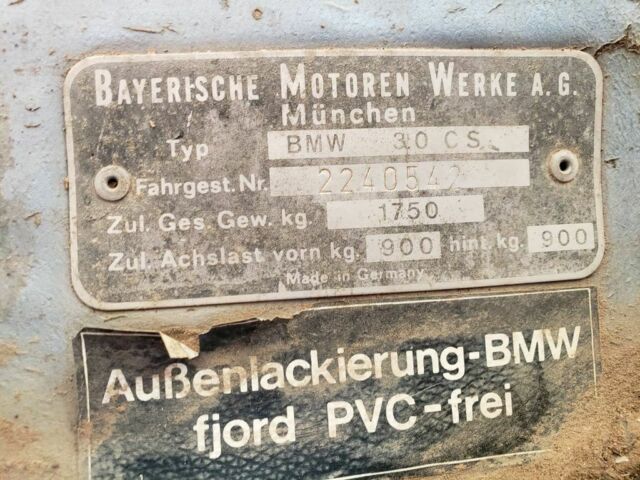 BAYERISCHE MOTOREN WERKE A.G.
München
Typ BMW 3.0 CS
Fahrgest. Nr. 2240542
Zul. Ges. Gew. kg 1750
Zul. Achslast vorn kg. 900 hint. kg. 900
Made in Germany
Außenlackierung-BMW
fjord PVC-frei